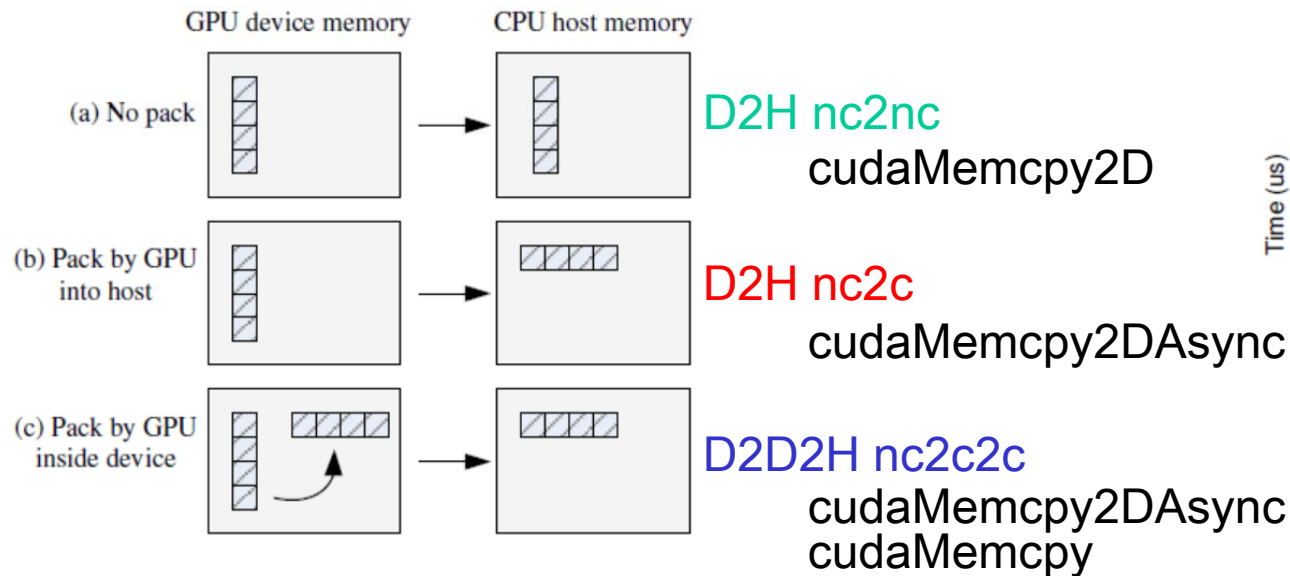 GPU device memory
CPU host memory
(a) No pack
D2H nc2nc
cudaMemcpy2D
Time (us)
(b) Pack by GPU
into host
D2H nc2c
cudaMemcpy2DAsync
(c) Pack by GPU
inside device
D2D2H nc2c2c
cudaMemcpy2DAsync
cudaMemcpy